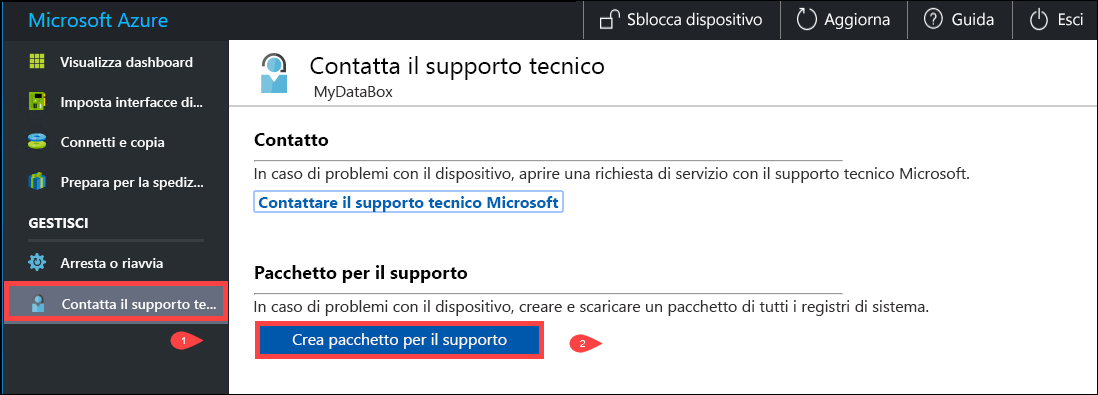 Microsoft Azure
Sblocca dispositivo
Aggiorna
Guida
Esci
Visualizza dashboard
Imposta interfacce di...
Connetti e copia
Prepara per la spediz...
GESTISCI
Arresta o riavvia
Contatta il supporto te...
1
Contatta il supporto tecnico
MyDataBox
Contatto
In caso di problemi con il dispositivo, aprire una richiesta di servizio con il supporto tecnico Microsoft.
Contattare il supporto tecnico Microsoft
Pacchetto per il supporto
In caso di problemi con il dispositivo, creare e scaricare un pacchetto di tutti i registri di sistema.
Crea pacchetto per il supporto
2